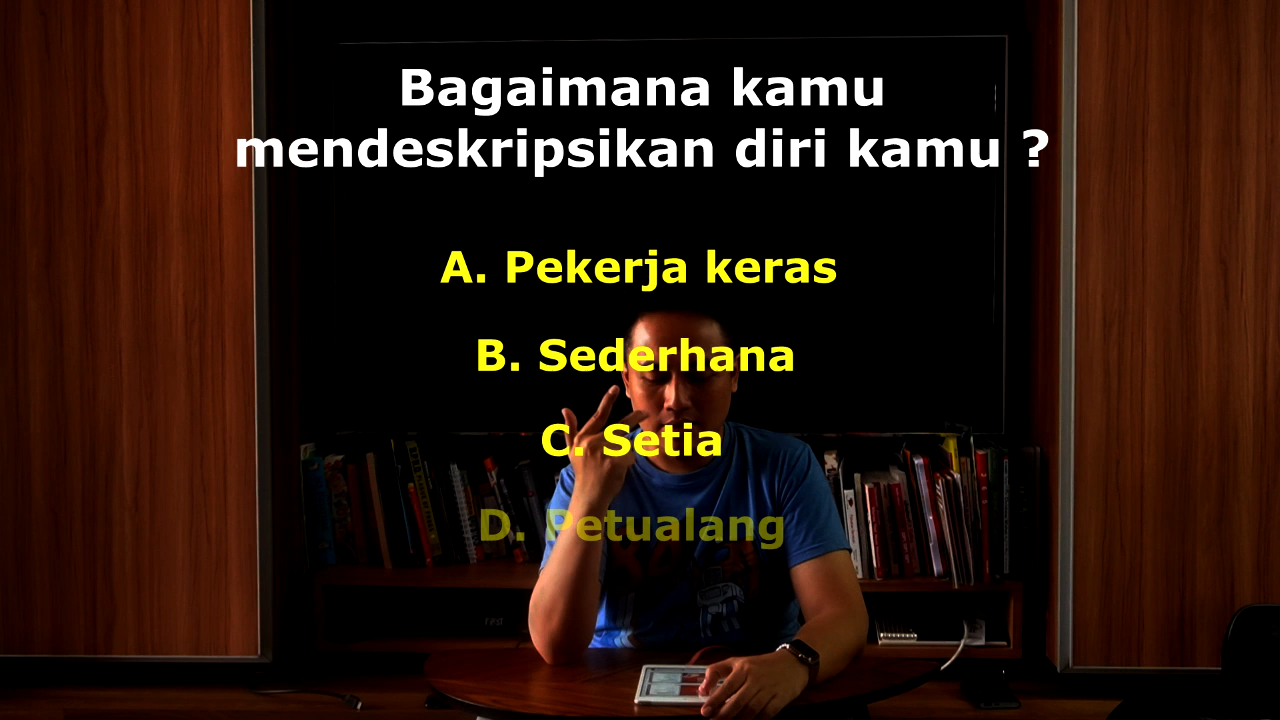 Bagaimana kamu
mendeskripsikan diri kamu ?
A. Pekerja keras
B. Sederhana
C. Setia
D. Petualang